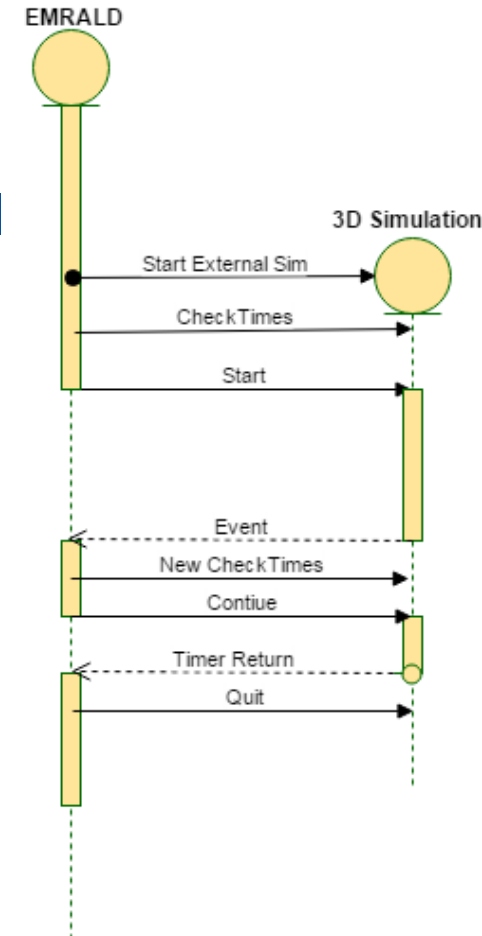 EMRALD
3D Simulation
Start External Sim
CheckTimes
Start
Event
New CheckTimes
Contiue
Timer Return
Quit